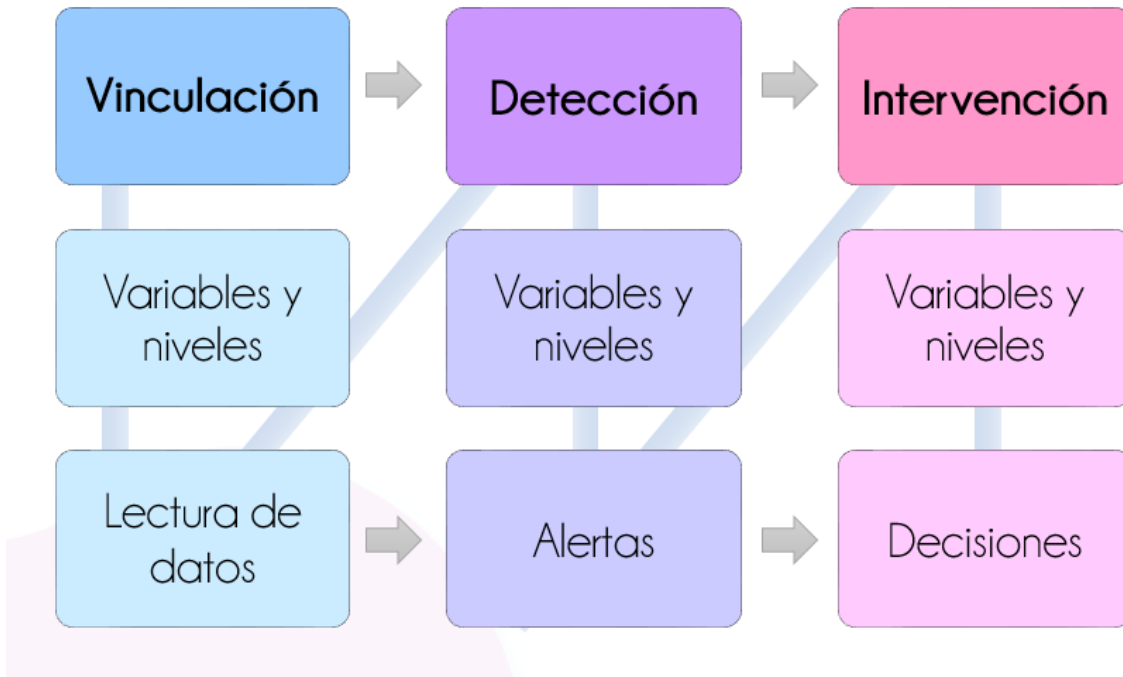 Vinculación
Detección
Intervención
Variables y
niveles
Variables y
niveles
Variables y
niveles
Lectura de
datos
Alertas
Decisiones